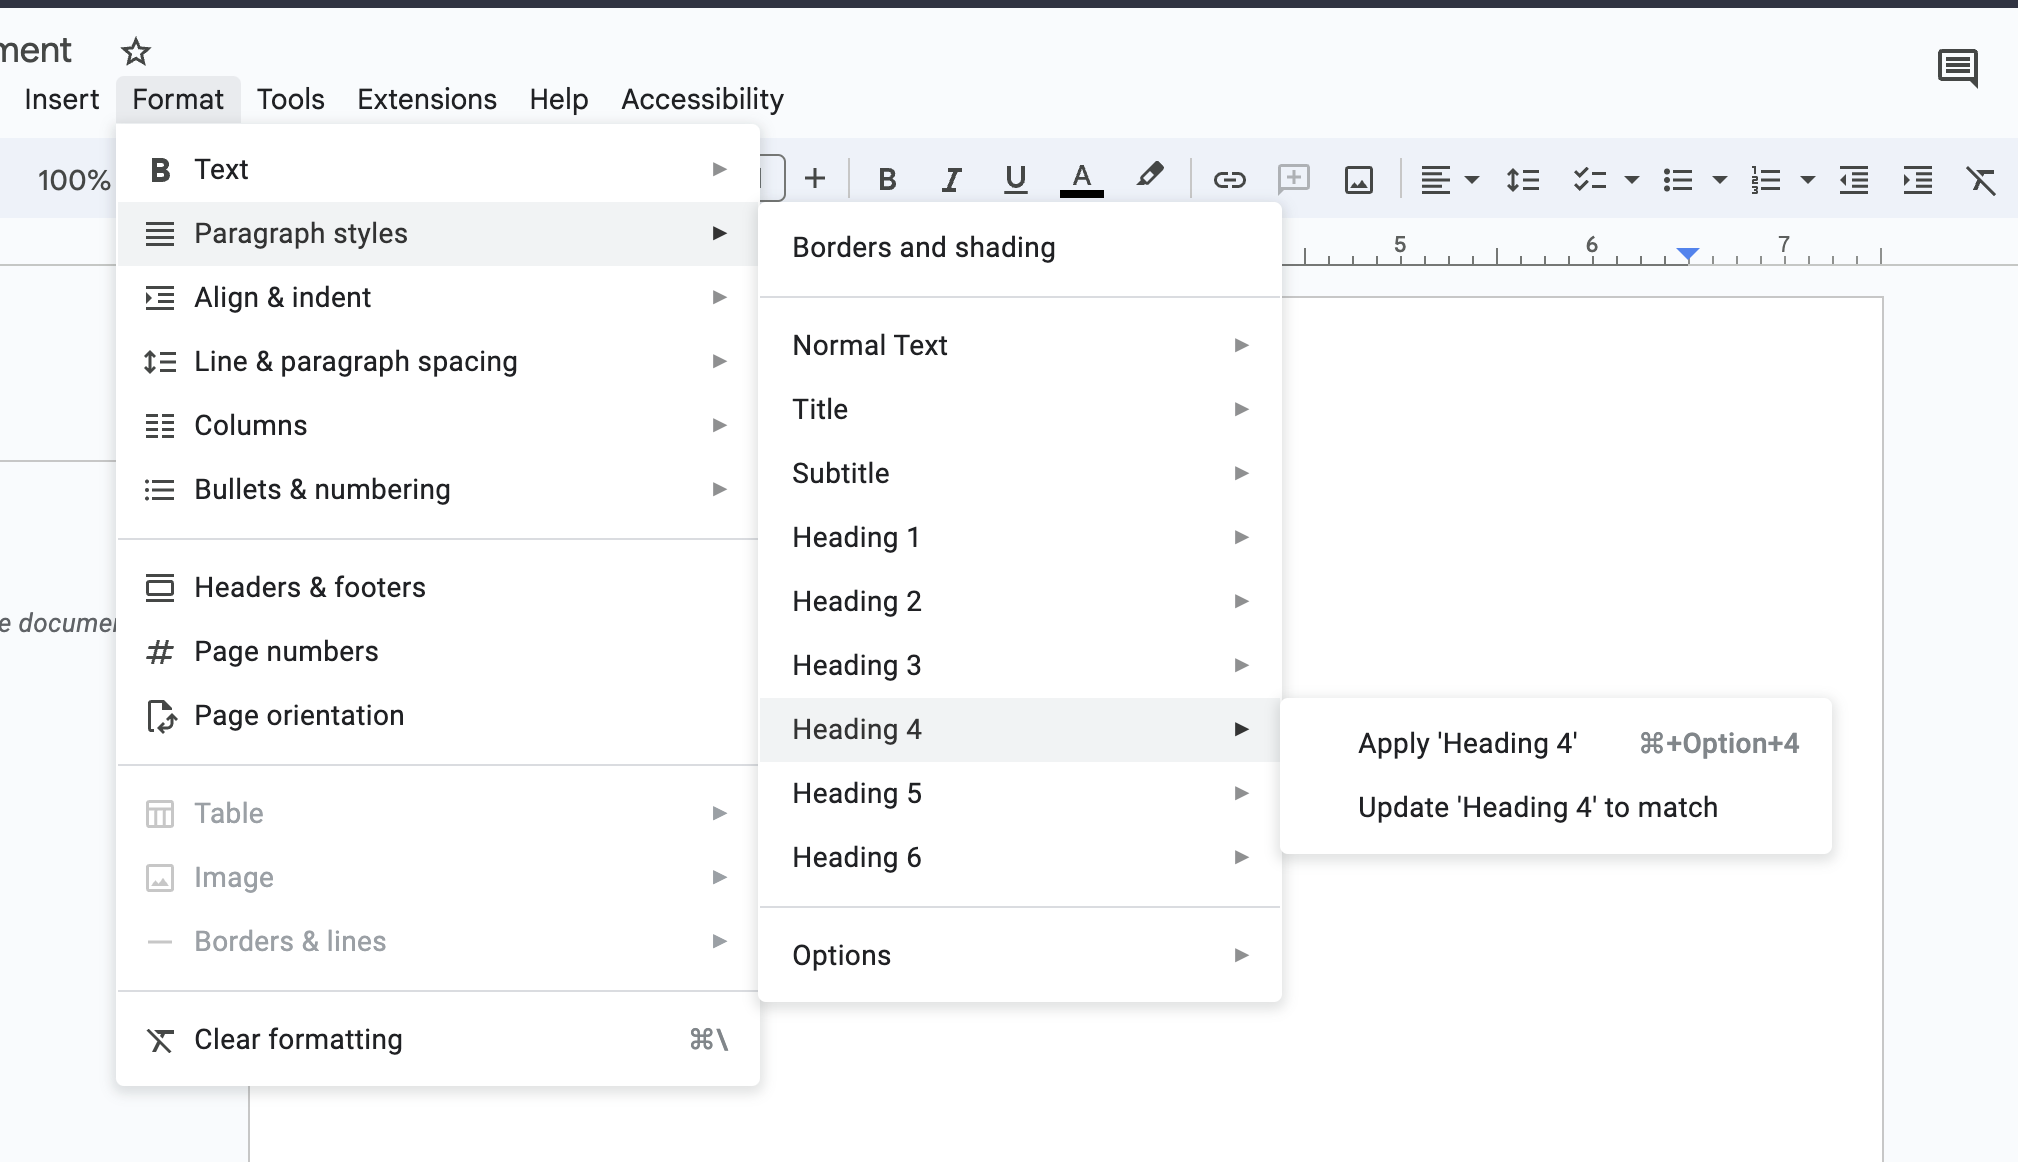 ment
Insert Format Tools Extensions Help Accessibility
100%
B Text
Paragraph styles
Align & indent
Line & paragraph spacing
Columns
Bullets & numbering
Headers & footers
# Page numbers
Page orientation
Table
Image
Borders & lines
Clear formatting ⌘\
+ B I U A
5 6 7
Borders and shading
Normal Text
Title
Subtitle
Heading 1
Heading 2
Heading 3
Heading 4
Heading 5
Heading 6
Options
Apply 'Heading 4' ⌘+Option+4
Update 'Heading 4' to match
e docume